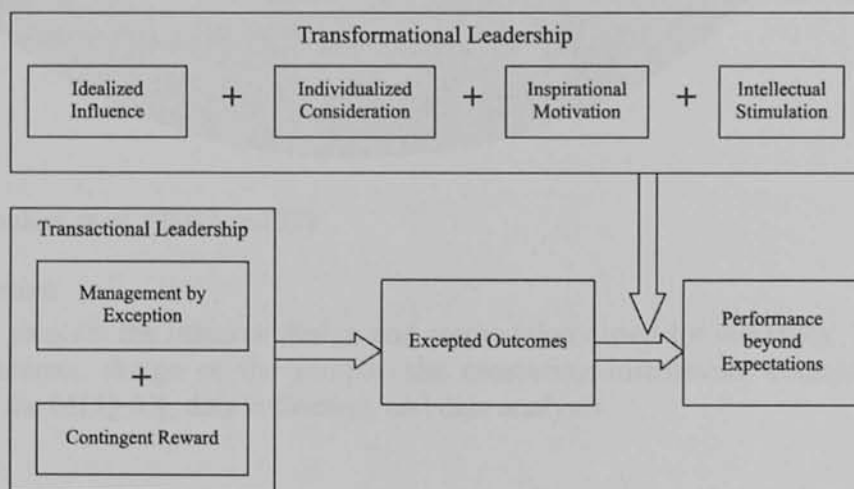 Transformational Leadership
Idealized
Influence
+
Individualized
Consideration
+
Inspirational
Motivation
+
Intellectual
Stimulation
Transactional Leadership
Management by
Exception
+
Contingent Reward
Excepted Outcomes
Performance
beyond
Expectations